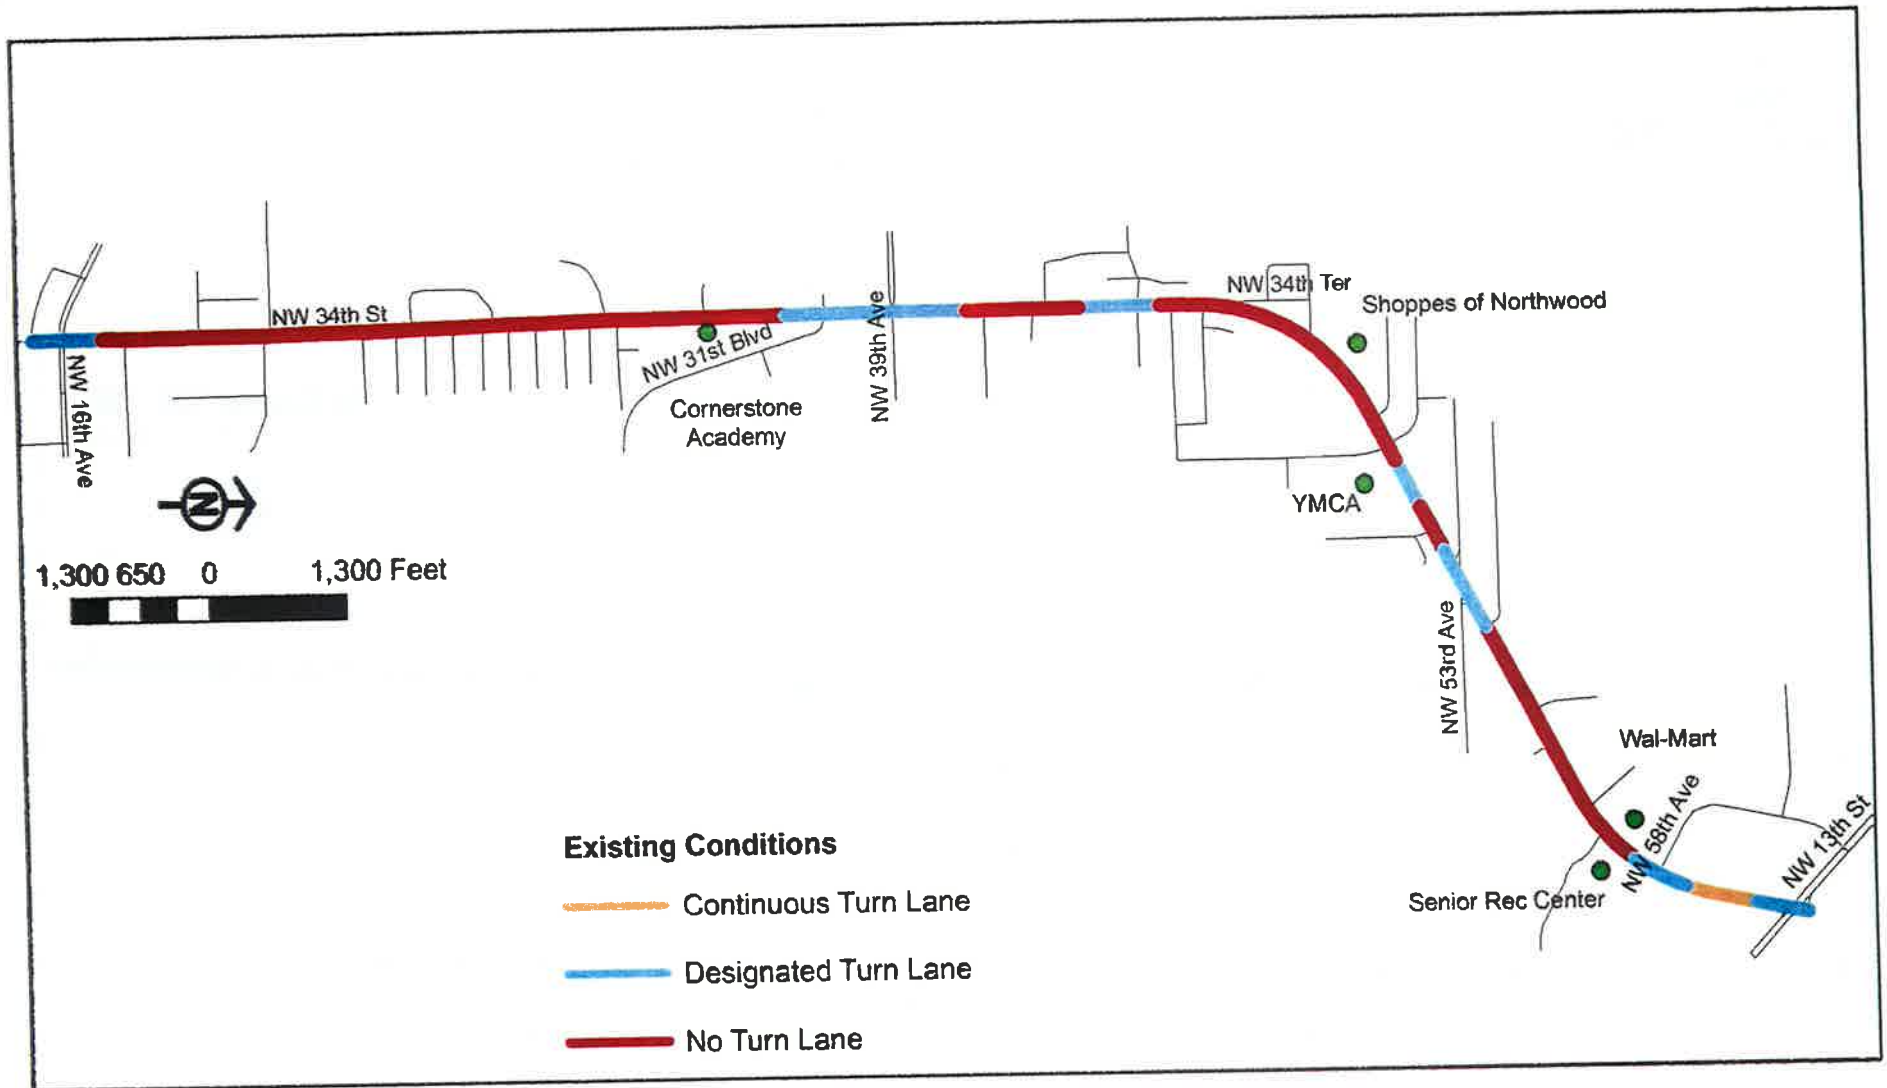 NW 34th Ter
Shoppes of Northwood
NW 34th St
NW 31st Blvd
NW 39th Ave
NW 16th Ave
Cornerstone
Academy
N
YMCA
1,300 650 0 1,300 Feet
NW 53rd Ave
Wal-Mart
NW 58th Ave
NW 13th St
Senior Rec Center
Existing Conditions
Continuous Turn Lane
Designated Turn Lane
No Turn Lane